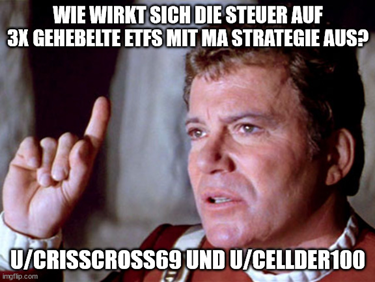 WIE WIRKT SICH DIE STEUER AUF
3X GEHEBELTE ETFS MIT MA STRATEGIE AUS?
U/CRISSCROSS69 UND U/CELLDER100
imgflip.com